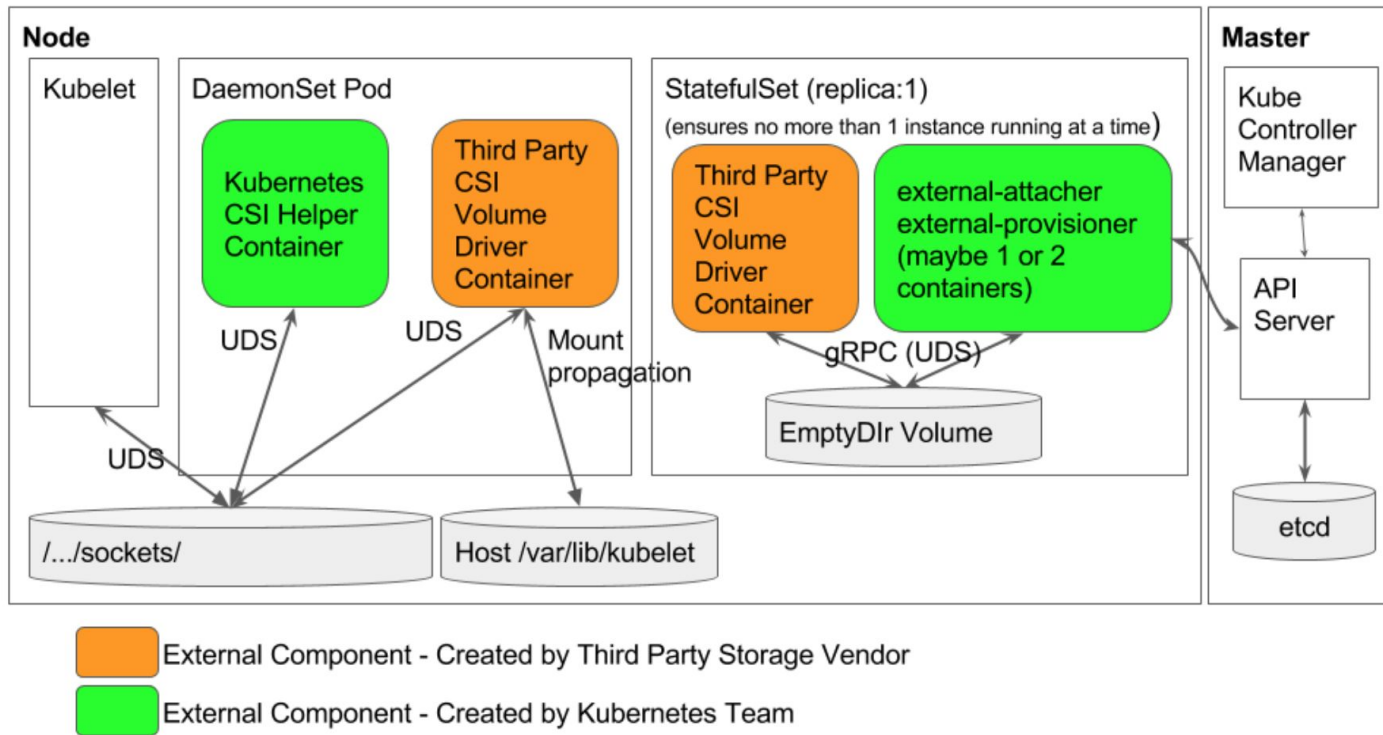 Node
Kubelet
DaemonSet Pod
Kubernetes
CSI Helper
Container
Third Party
CSI
Volume
Driver
Container
UDS
UDS
Mount
propagation
UDS
/.../sockets/
Host /var/lib/kubelet
StatefulSet (replica:1)
(ensures no more than 1 instance running at a time)
Third Party
CSI
Volume
Driver
Container
external-attacher
external-provisioner
(maybe 1 or 2
containers)
gRPC (UDS)
EmptyDIr Volume
Master
Kube
Controller
Manager
API
Server
etcd
External Component - Created by Third Party Storage Vendor
External Component - Created by Kubernetes Team